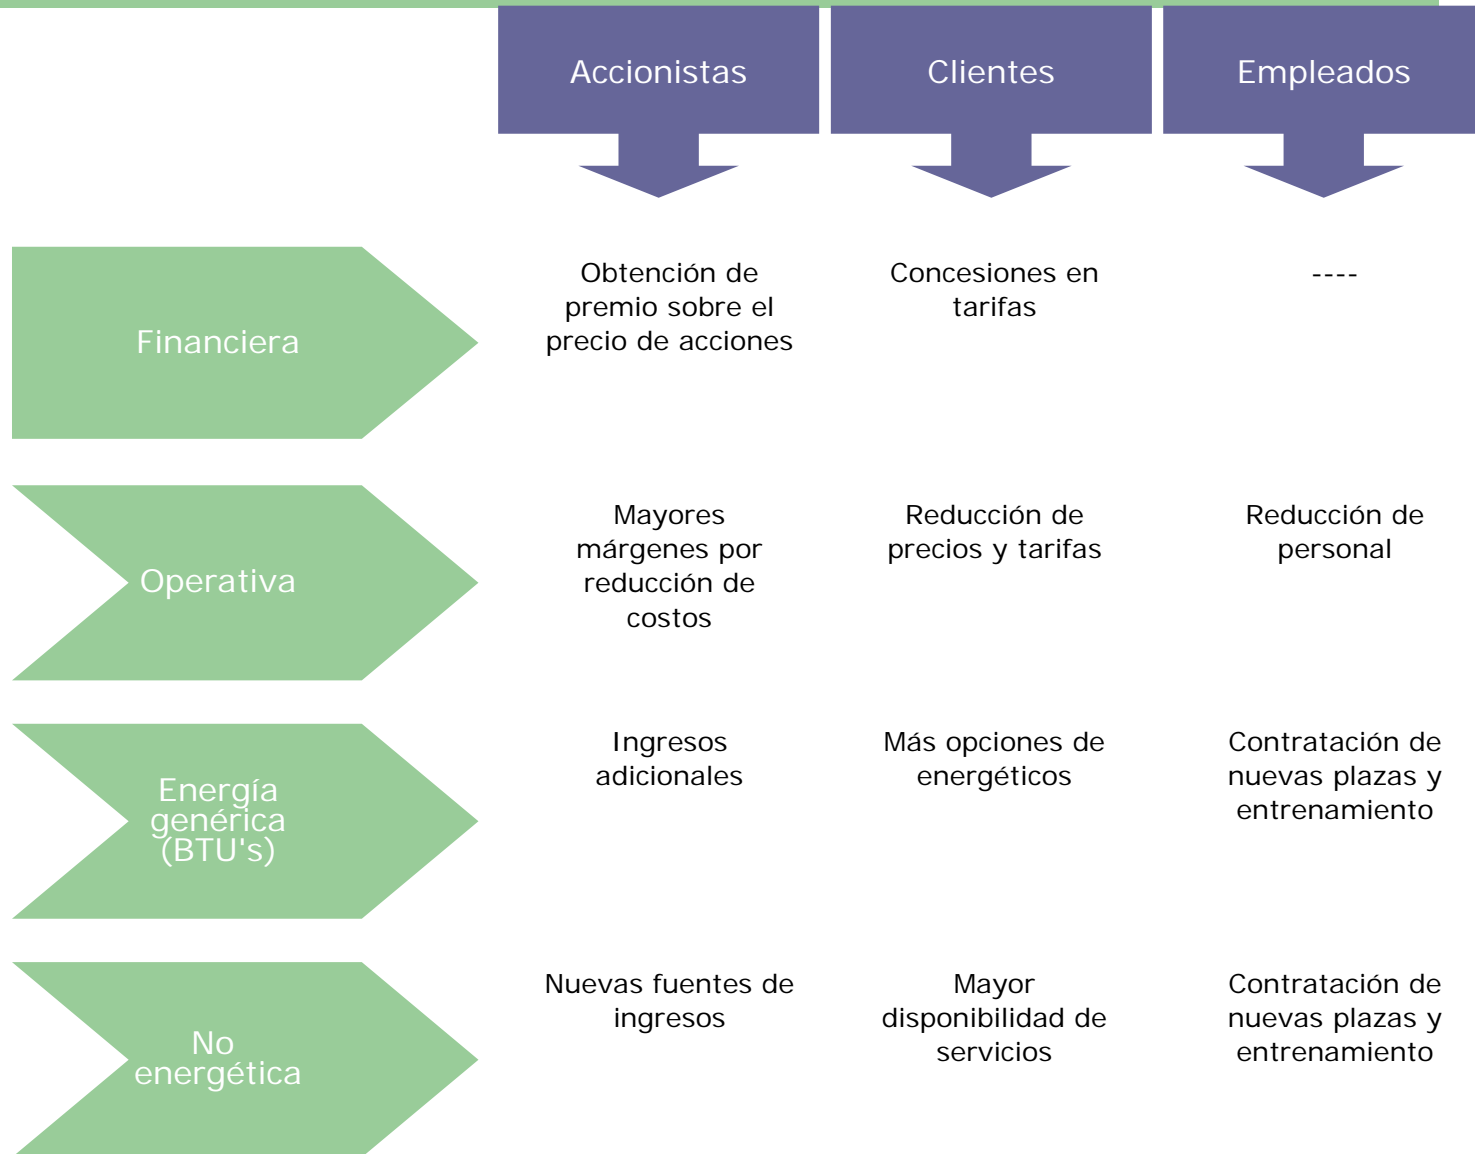 Accionistas
Clientes
Empleados
Financiera
Obtención de
premio sobre el
precio de acciones
Concesiones en
tarifas
----
Operativa
Mayores
márgenes por
reducción de
costos
Reducción de
precios y tarifas
Reducción de
personal
Energía
genérica
(BTU's)
Ingresos
adicionales
Más opciones de
energéticos
Contratación de
nuevas plazas y
entrenamiento
No
energética
Nuevas fuentes de
ingresos
Mayor
disponibilidad de
servicios
Contratación de
nuevas plazas y
entrenamiento